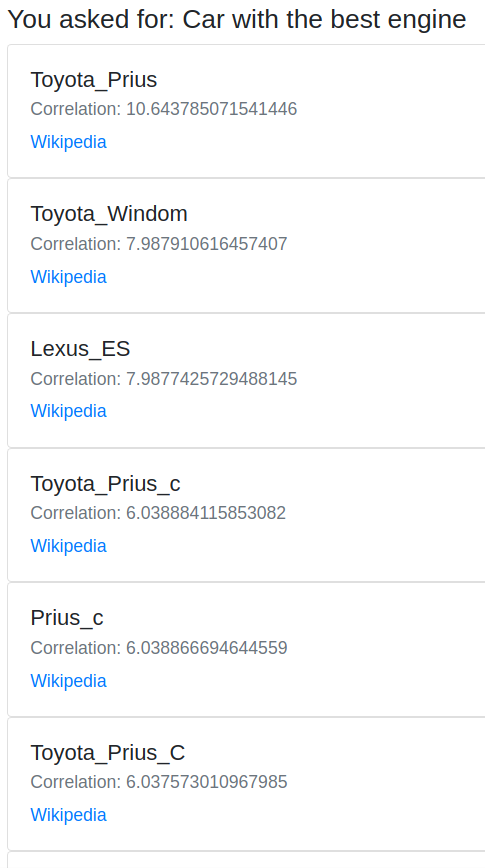 You asked for: Car with the best engine
Toyota_Prius
Correlation: 10.643785071541446
Wikipedia
Toyota_Windom
Correlation: 7.987910616457407
Wikipedia
Lexus_ES
Correlation: 7.9877425729488145
Wikipedia
Toyota_Prius_c
Correlation: 6.038884115853082
Wikipedia
Prius_c
Correlation: 6.038866694644559
Wikipedia
Toyota_Prius_C
Correlation: 6.037573010967985
Wikipedia